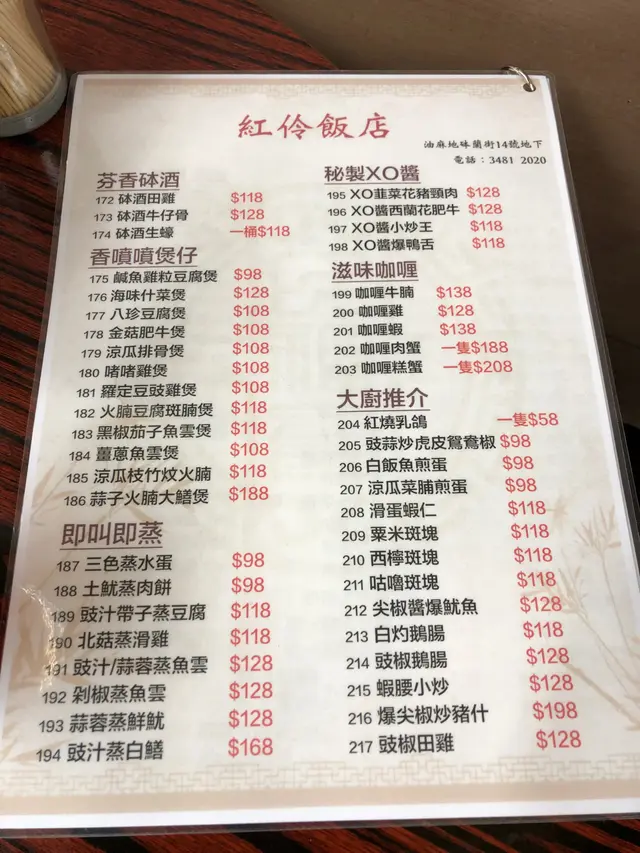 紅伶飯店
油麻地砵蘭街14號地下
電話：3481 2020
芬香砵酒
172 砵酒田雞 $118
173 砵酒牛仔骨 $128
174 砵酒生蠔 一桶$118
香噴噴煲仔
175 鹹魚雞粒豆腐煲 $98
176 海味什菜煲 $128
177 八珍豆腐煲 $108
178 金菇肥牛煲 $108
179 涼瓜排骨煲 $108
180 啫啫雞煲 $108
181 羅定豆豉雞煲 $108
182 火腩豆腐斑腩煲 $118
183 黑椒茄子魚雲煲 $118
184 薑蔥魚雲煲 $108
185 涼瓜枝竹炆火腩 $118
186 蒜子火腩大鱔煲 $188
即叫即蒸
187 三色蒸水蛋 $98
188 土魷蒸肉餅 $98
189 豉汁帶子蒸豆腐 $118
190 北菇蒸滑雞 $118
191 豉汁/蒜蓉蒸魚雲 $128
192 剁椒蒸魚雲 $128
193 蒜蓉蒸鮮魷 $128
194 豉汁蒸白鱔 $168
秘製XO醬
195 XO韮菜花豬頸肉 $128
196 XO醬西蘭花肥牛 $128
197 XO醬小炒王 $118
198 XO醬爆鴨舌 $118
滋味咖喱
199 咖喱牛腩 $138
200 咖喱雞 $128
201 咖喱蝦 $138
202 咖喱肉蟹 一隻$188
203 咖喱糕蟹 一隻$208
大廚推介
204 紅燒乳鴿 一隻$58
205 豉蒜炒虎皮鴛鴦椒 $98
206 白飯魚煎蛋 $98
207 涼瓜菜脯煎蛋 $98
208 滑蛋蝦仁 $118
209 粟米斑塊 $118
210 西檸斑塊 $118
211 咕嚕斑塊 $118
212 尖椒醬爆魷魚 $128
213 白灼鵝腸 $118
214 豉椒鵝腸 $128
215 蝦腰小炒 $128
216 爆尖椒炒豬什 $198
217 豉椒田雞 $128